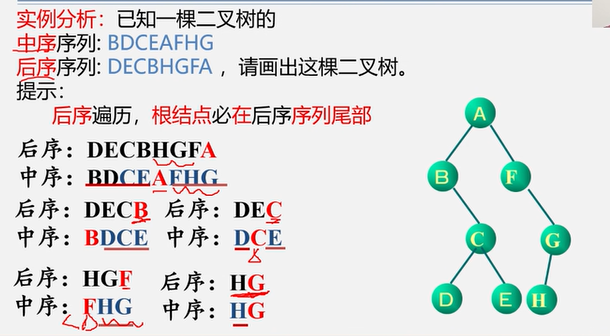 实例分析：已知一棵二叉树的
中序序列: BDCEAFHG
后序序列: DECBHGFA ，请画出这棵二叉树。
提示：
后序遍历，根结点必在后序序列尾部
后序：DECBHGFA
中序：BDCEAFHG
后序：DECB 后序：DEC
中序：BDCE 中序：DCE
后序：HGF 后序：HG
中序：FHG 中序：HG
A
B F
C G
D E H